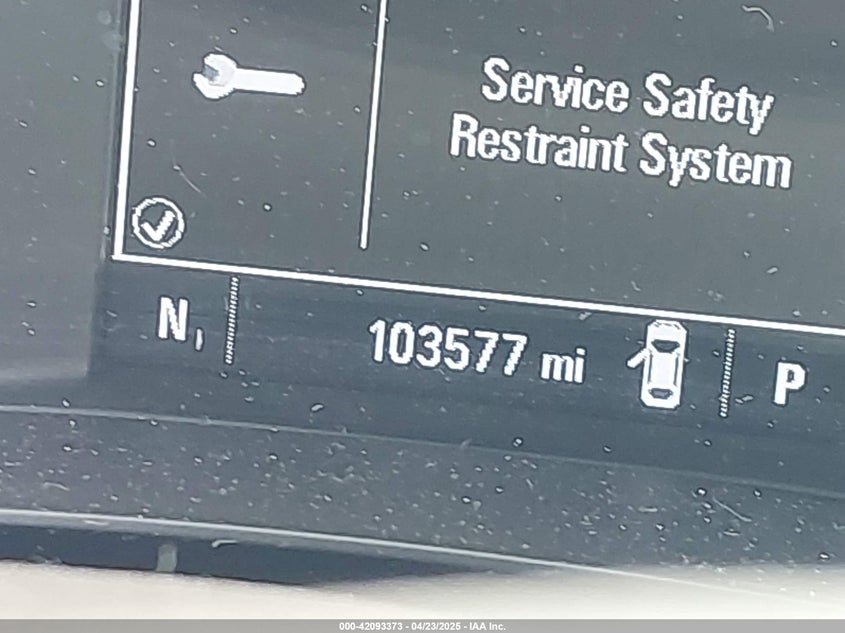 Service Safety
Restraint System
N
103577 mi
P
000-42093373 - 04/23/2025 - IAA Inc.